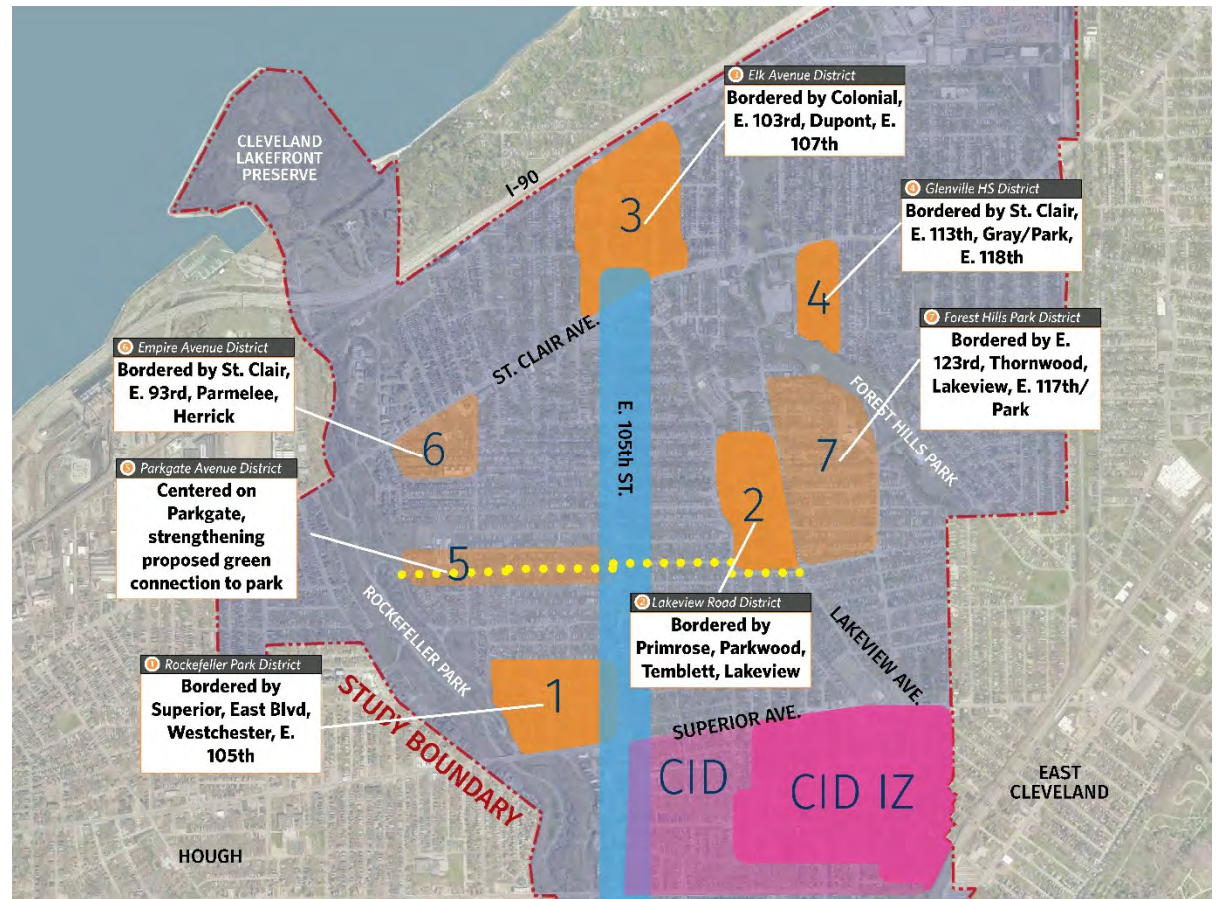 CLEVELAND
LAKEFRONT
PRESERVE
I-90
3 Elk Avenue District
Bordered by Colonial,
E. 103rd, Dupont, E.
107th
3
4 Glenville HS District
Bordered by St. Clair,
E. 113th, Gray/Park,
E. 118th
4
7 Forest Hills Park District
Bordered by E.
123rd, Thornwood,
Lakeview, E. 117th/
Park
FOREST HILLS PARK
7
ST. CLAIR AVE.
E. 105th ST.
6 Empire Avenue District
Bordered by St. Clair,
E. 93rd, Parmelee,
Herrick
6
5 Parkgate Avenue District
Centered on
Parkgate,
strengthening
proposed green
connection to park
5
2
2 Lakeview Road District
Bordered by
Primrose, Parkwood,
Temblett, Lakeview
LAKEVIEW AVE.
ROCKEFELLER PARK
1 Rockefeller Park District
Bordered by
Superior, East Blvd,
Westchester, E.
105th
1
STUDY BOUNDARY
SUPERIOR AVE.
CID
CID IZ
EAST
CLEVELAND
HOUGH